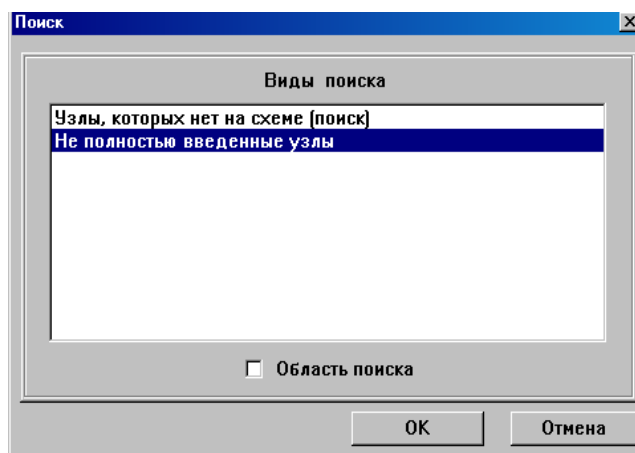 Поиск
Виды поиска
Узлы, которых нет на схеме (поиск)
Не полностью введенные узлы
Область поиска
OK
Отмена